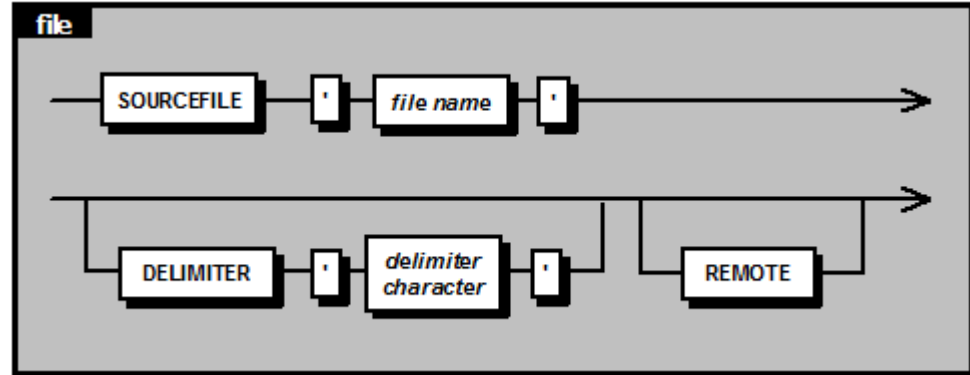 file
SOURCEFILE ' file name '
DELIMITER ' delimiter character ' REMOTE